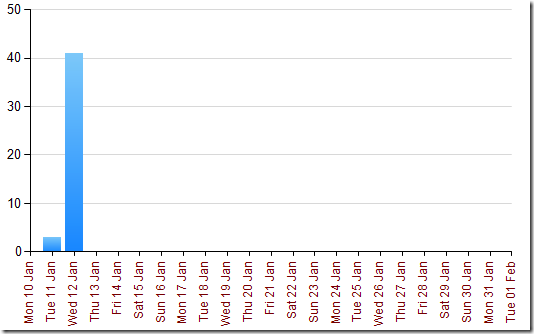 50
40
30
20
10
0
Mon 10 Jan
Tue 11 Jan
Wed 12 Jan
Thu 13 Jan
Fri 14 Jan
Sat 15 Jan
Sun 16 Jan
Mon 17 Jan
Tue 18 Jan
Wed 19 Jan
Thu 20 Jan
Fri 21 Jan
Sat 22 Jan
Sun 23 Jan
Mon 24 Jan
Tue 25 Jan
Wed 26 Jan
Thu 27 Jan
Fri 28 Jan
Sat 29 Jan
Sun 30 Jan
Mon 31 Jan
Tue 01 Feb